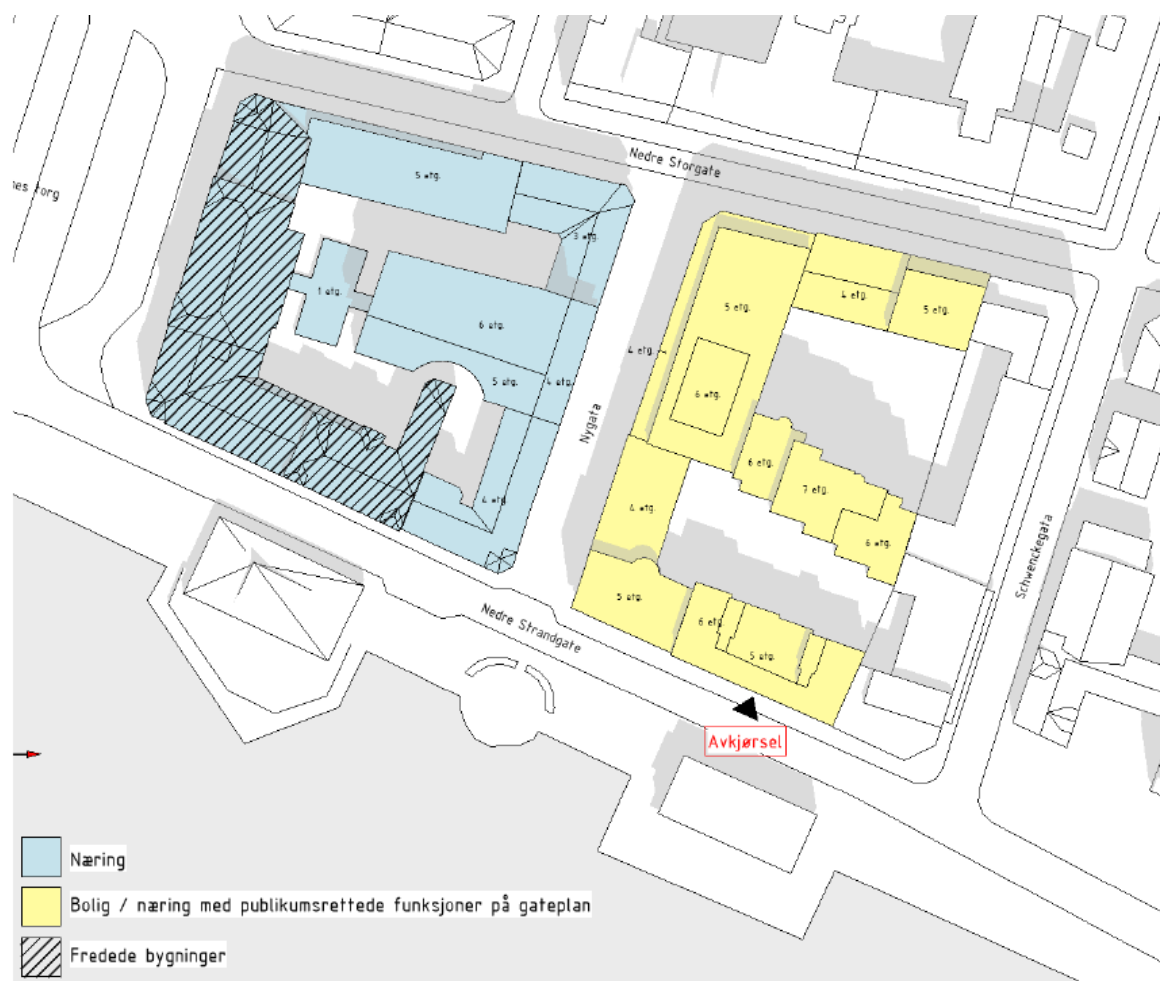 Nedre Storgate
nes torg
5 etg.
3 etg.
1 etg.
6 etg.
5 etg.
4 etg.
4 etg.
Nygata
4 etg.
5 etg.
6 etg.
4 etg.
5 etg.
6 etg.
7 etg.
6 etg.
4 etg.
5 etg.
6 etg.
5 etg.
Schwenckegata
Nedre Strandgate
Avkjørsel
Næring
Bolig / næring med publikumsrettede funksjoner på gateplan
Fredede bygninger